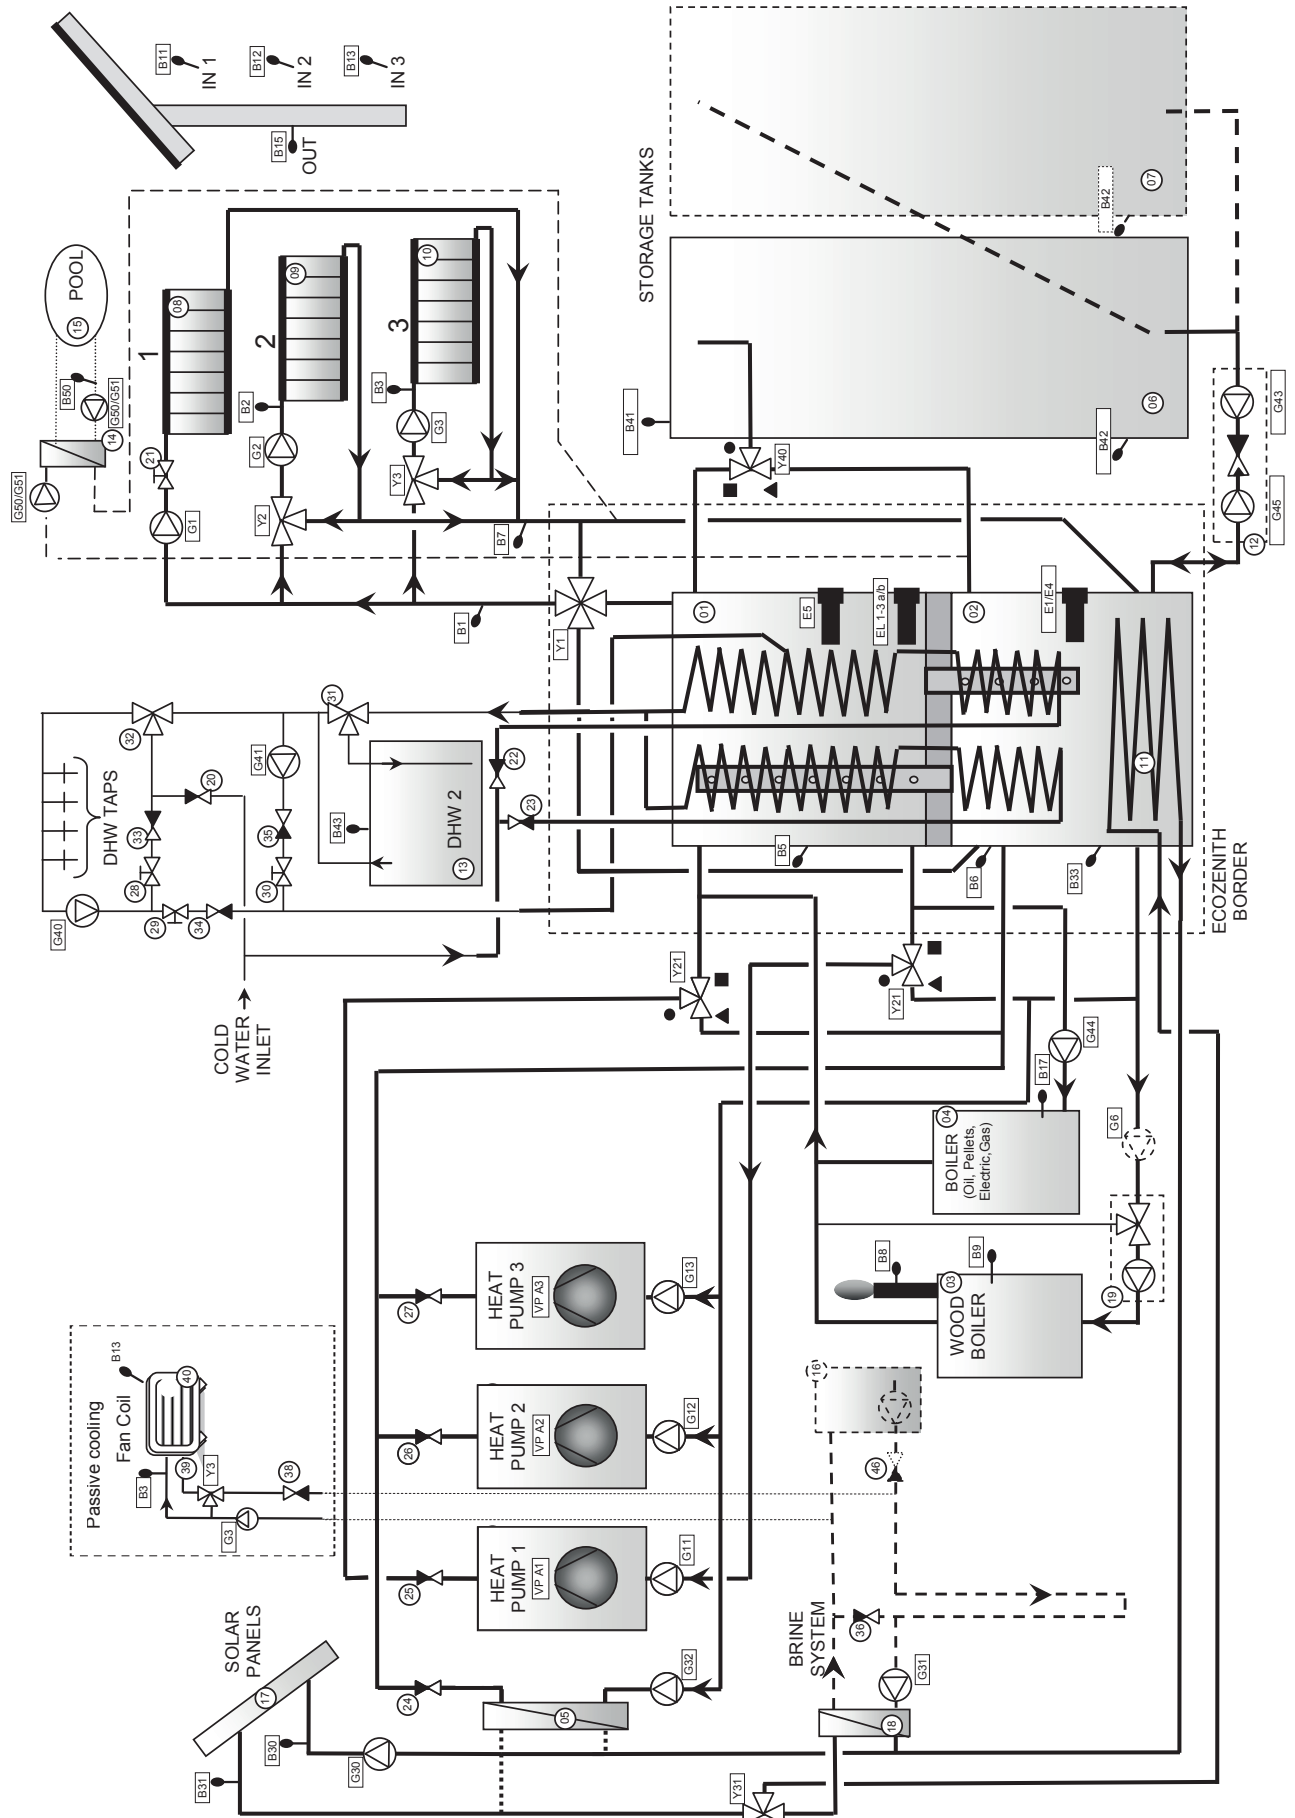 SOLAR
PANELS
17
B31
B30
G30
Passive cooling
Fan Coil
B13
40
B3
39
Y3
G3
38
COLD
WATER
INLET
G40
DHW TAPS
32
33
28
20
29
34
G41
35
30
31
B43
DHW 2
13
22
23
G50/G51
14
G50/G51
B50
15
POOL
21
G1
1
08
G2
B2
2
09
Y2
G3
B3
3
10
Y3
B7
B1
Y1
B11
IN 1
B12
IN 2
B13
IN 3
B15
OUT
24
25
26
27
05
G32
HEAT
PUMP 1
VP A1
G11
HEAT
PUMP 2
VP A2
G12
HEAT
PUMP 3
VP A3
G13
Y21
Y21
01
E5
EL 1-3 a/b
02
E1/E4
11
B5
B6
B33
ECOZENITH
BORDER
STORAGE TANKS
B41
Y40
06
B42
B42
07
G45
G43
12
Y31
18
G31
BRINE
SYSTEM
36
46
16
WOOD
BOILER
03
B8
B9
19
BOILER
(Oil, Pellets,
Electric,Gas)
04
B17
G44
G6